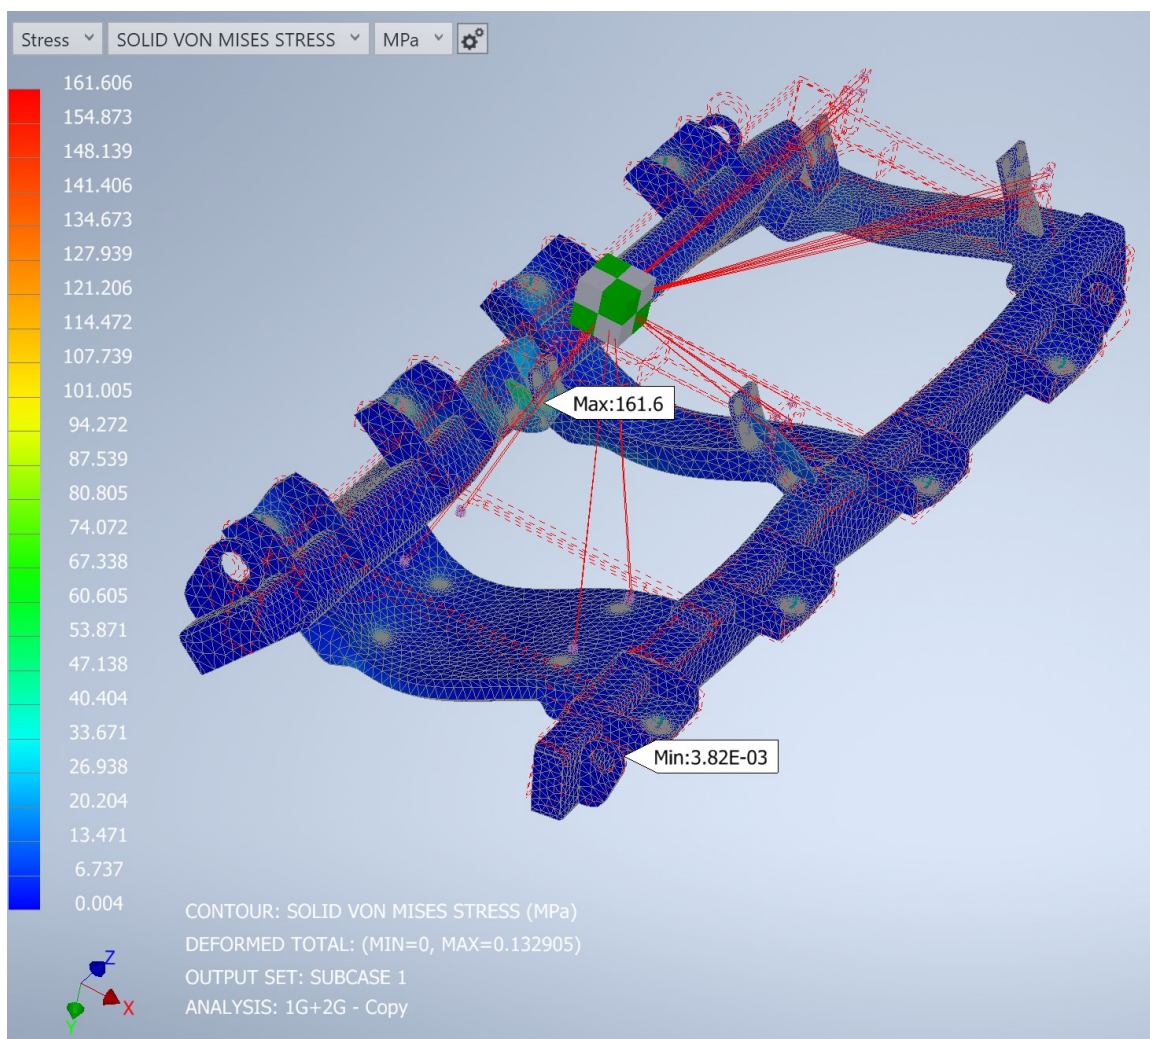 Stress SOLID VON MISES STRESS MPa
161.606
154.873
148.139
141.406
134.673
127.939
121.206
114.472
107.739
101.005
94.272
87.539
80.805
74.072
67.338
60.605
53.871
47.138
40.404
33.671
26.938
20.204
13.471
6.737
0.004
Max:161.6
Min:3.82E-03
CONTOUR: SOLID VON MISES STRESS (MPa)
DEFORMED TOTAL: (MIN=0, MAX=0.132905)
OUTPUT SET: SUBCASE 1
ANALYSIS: 1G+2G - Copy
Z
X
Y